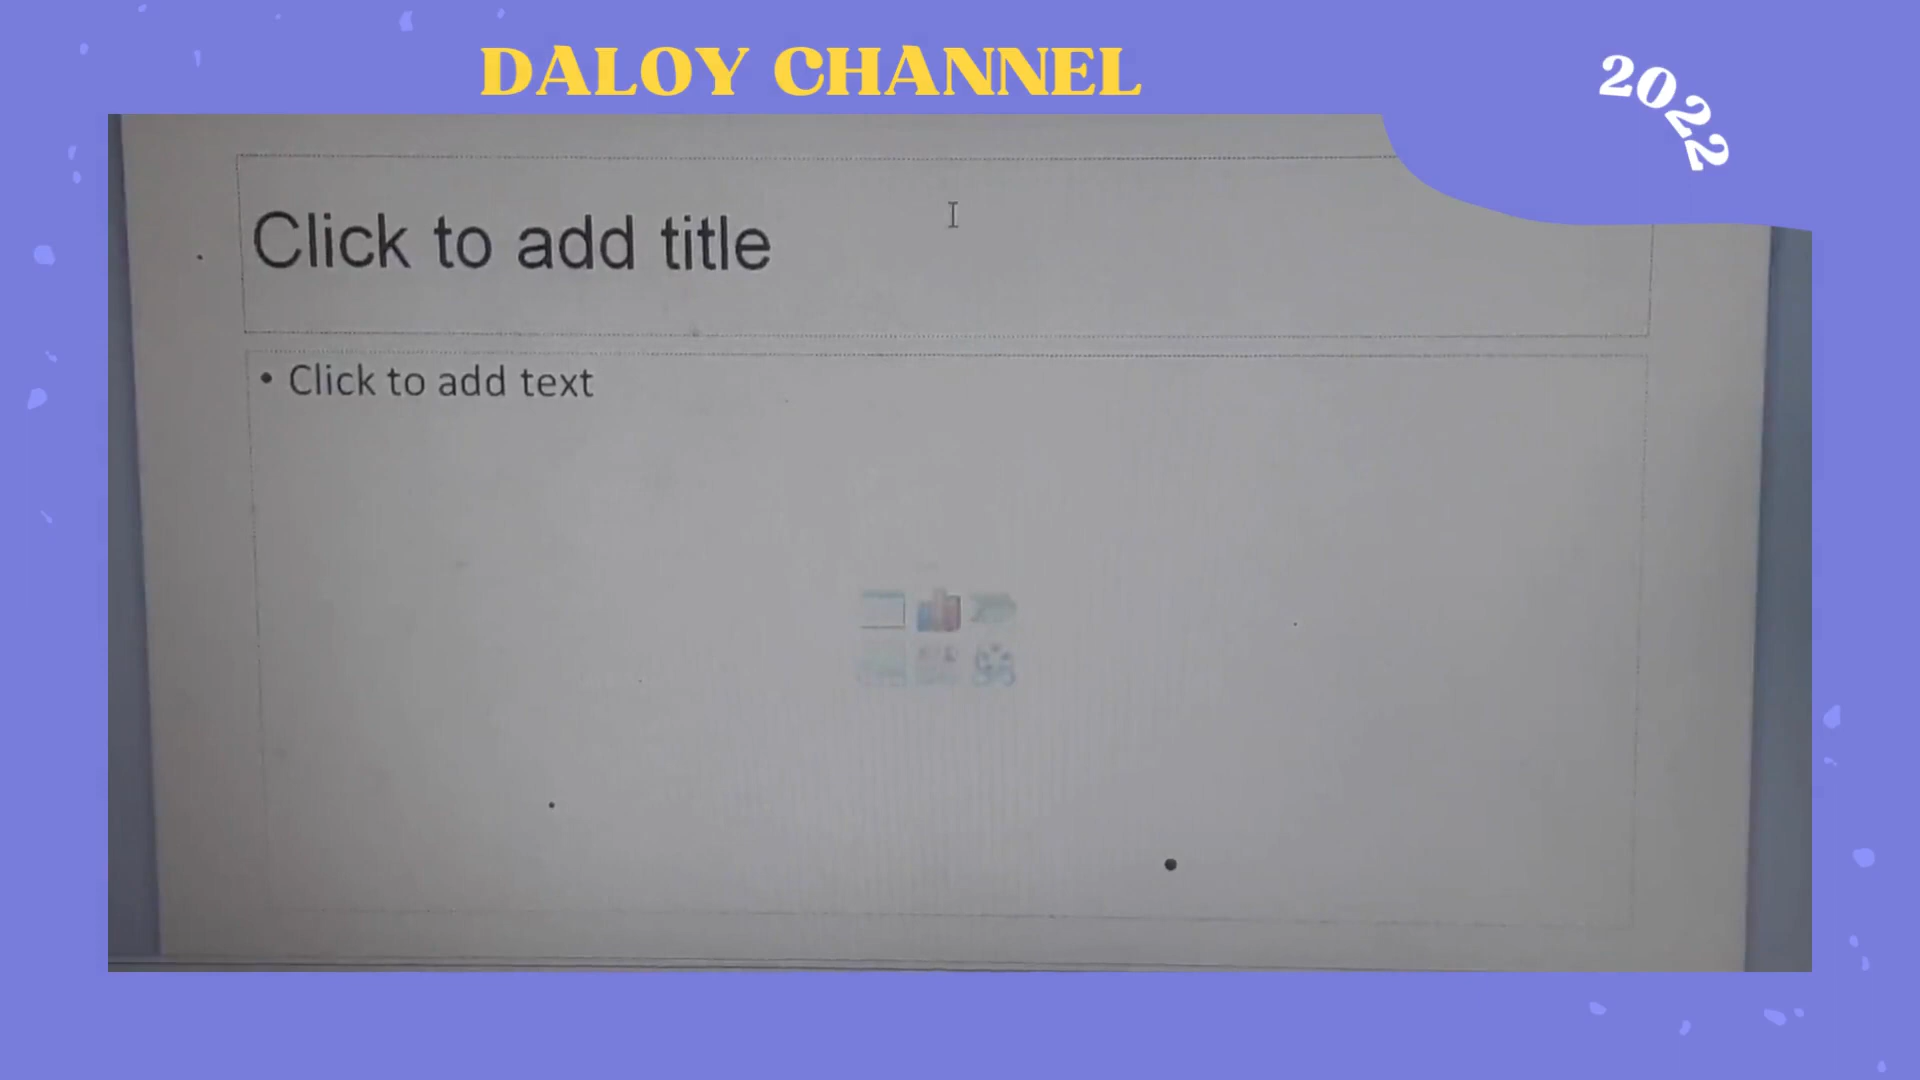 DALOY CHANNEL
2022
Click to add title
• Click to add text